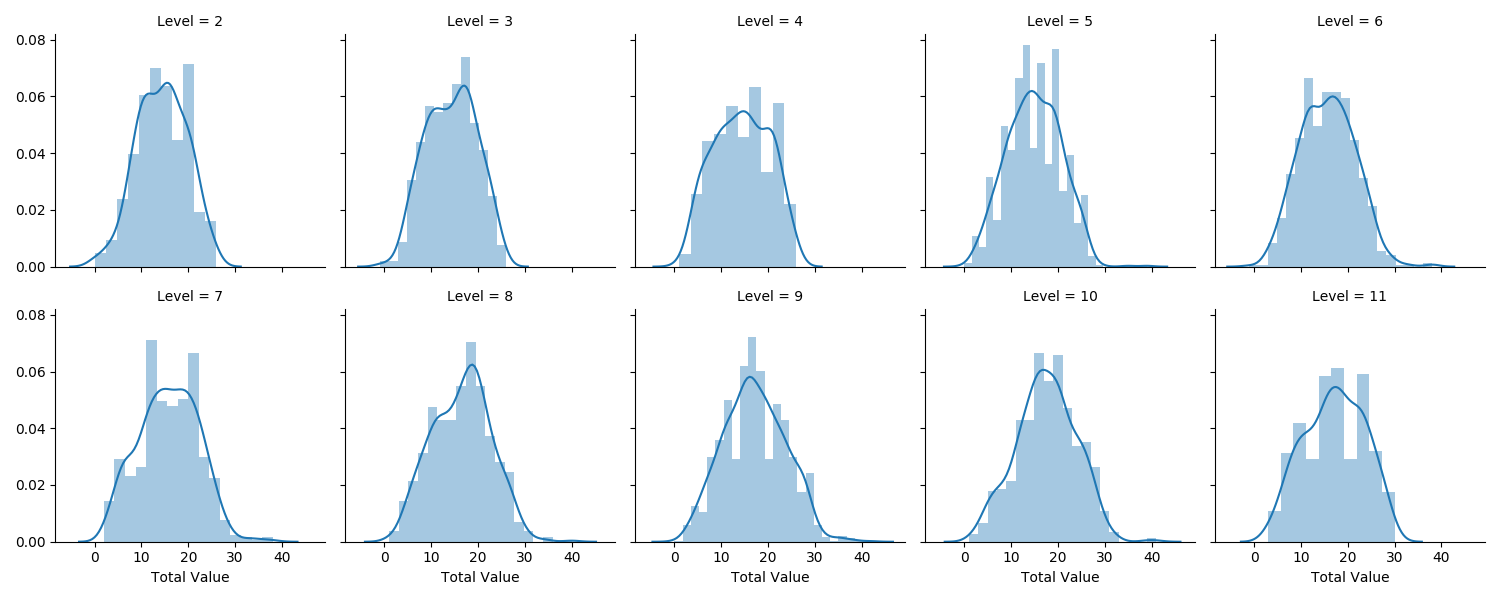 Level = 2
Level = 3
Level = 4
Level = 5
Level = 6
0.08
0.06
0.04
0.02
0.00
Level = 7
Level = 8
Level = 9
Level = 10
Level = 11
0.08
0.06
0.04
0.02
0.00
0 10 20 30 40
0 10 20 30 40
0 10 20 30 40
0 10 20 30 40
0 10 20 30 40
Total Value
Total Value
Total Value
Total Value
Total Value